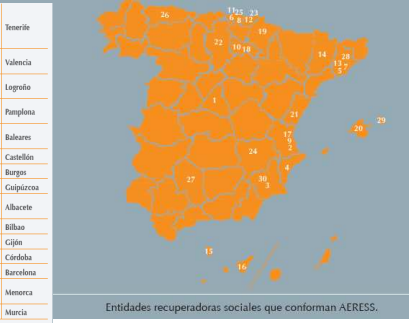 Tenerife
Valencia
Logroño
Pamplona
Baleares
Castellón
Burgos
Guipúzcoa
Albacete
Bilbao
Gijón
Córdoba
Barcelona
Menorca
Murcia
26
11 25 23
6 8 12
19
22
10 18
14
28
13 7
5
1
21
29
20
17
9
2
24
4
27
30
3
15
16
Entidades recuperadoras sociales que conforman AERESS.